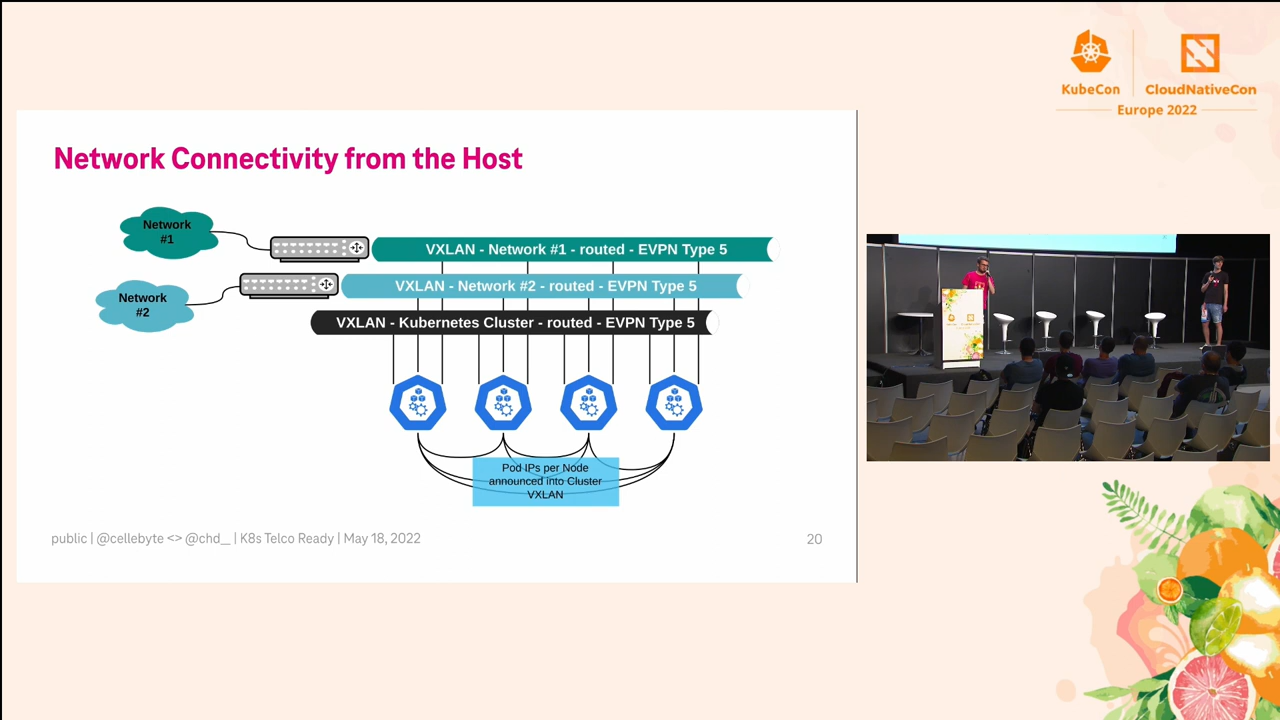 KubeCon
CloudNativeCon
Europe 2022
Network Connectivity from the Host
Network
#1
VXLAN - Network #1 - routed - EVPN Type 5
Network
#2
VXLAN - Network #2 - routed - EVPN Type 5
VXLAN - Kubernetes Cluster - routed - EVPN Type 5
Pod IPs per Node
announced into Cluster
VXLAN
public | @cellebyte <> @chd_ | K8s Telco Ready | May 18, 2022
20